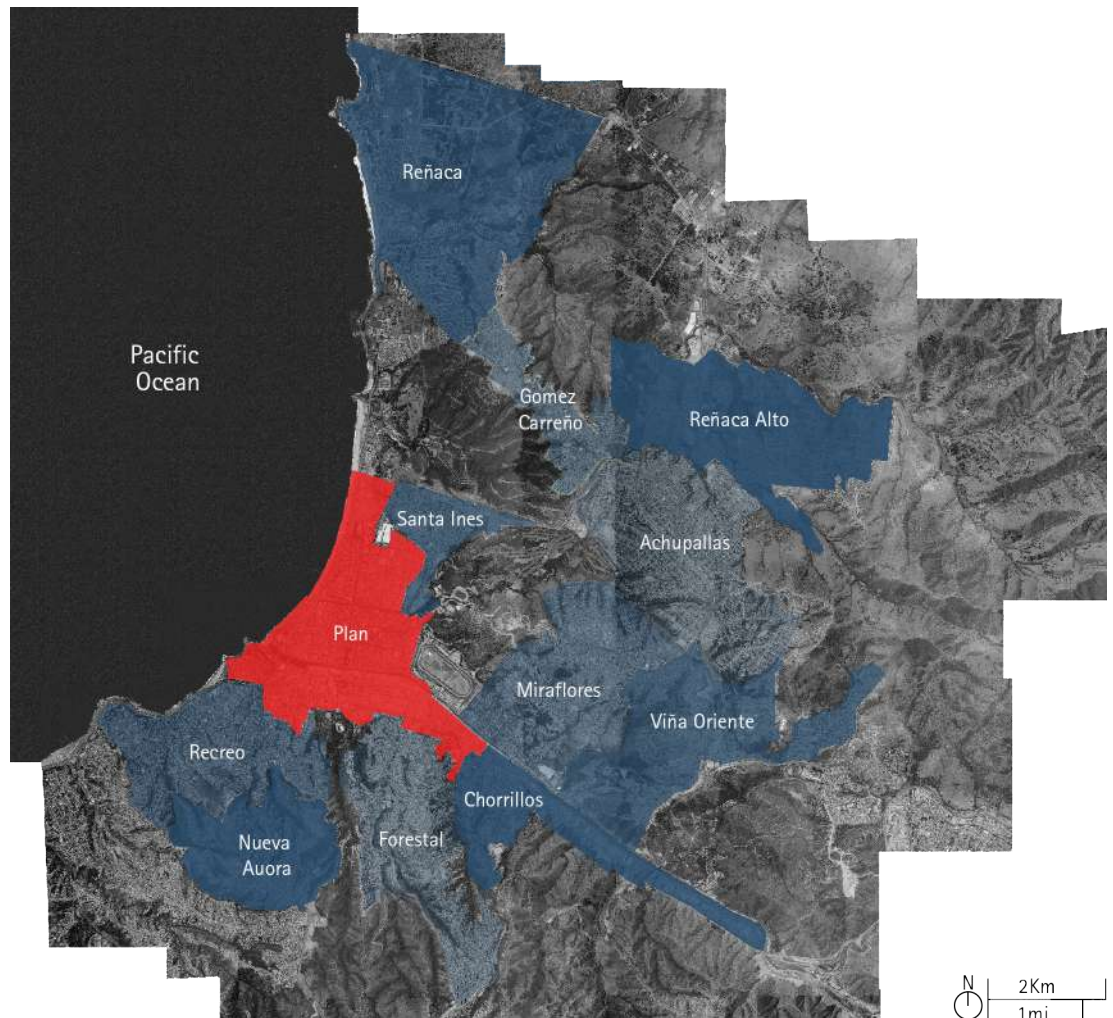 Reñaca
Pacific
Ocean
Gomez
Carreño
Reñaca Alto
Santa Ines
Achupallas
Plan
Miraflores
Viña Oriente
Recreo
Chorrillos
Nueva
Auora
Forestal
N
2Km
1mi